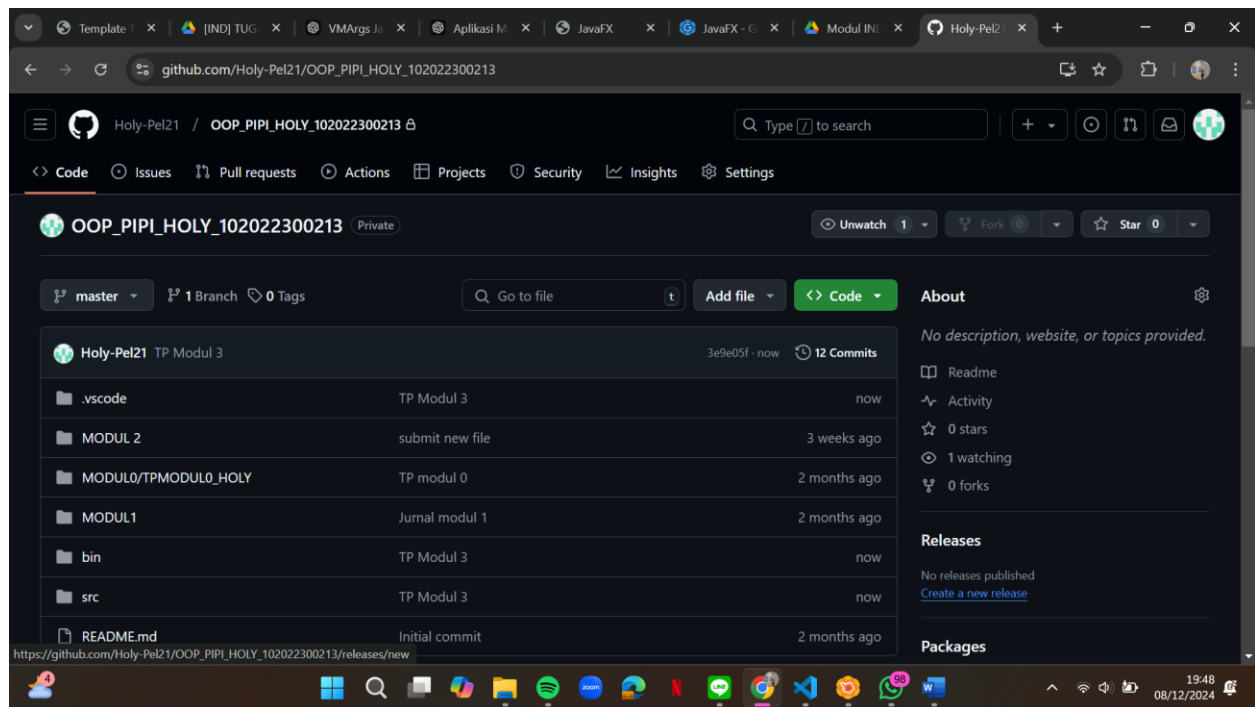 Template T
[IND] TUG
VMArgs Ja
Aplikasi M
JavaFX
JavaFX - G
Modul IND
Holy-Pel21
github.com/Holy-Pel21/OOP_PIPI_HOLY_102022300213
Holy-Pel21 / OOP_PIPI_HOLY_102022300213
Type / to search
Code Issues Pull requests Actions Projects Security Insights Settings
OOP_PIPI_HOLY_102022300213 Private
Unwatch 1 Fork 0 Star 0
master 1 Branch 0 Tags
Go to file t
Add file
Code
Holy-Pel21 TP Modul 3 3e9e05f · now 12 Commits
.vscode TP Modul 3 now
MODUL 2 submit new file 3 weeks ago
MODUL0/TPMODUL0_HOLY TP modul 0 2 months ago
MODUL1 Jurnal modul 1 2 months ago
bin TP Modul 3 now
src TP Modul 3 now
README.md Initial commit 2 months ago
About
No description, website, or topics provided.
Readme
Activity
0 stars
1 watching
0 forks
Releases
No releases published
Create a new release
Packages
https://github.com/Holy-Pel21/OOP_PIPI_HOLY_102022300213/releases/new
4
zoom
N
LINE
98
W
19:48
08/12/2024